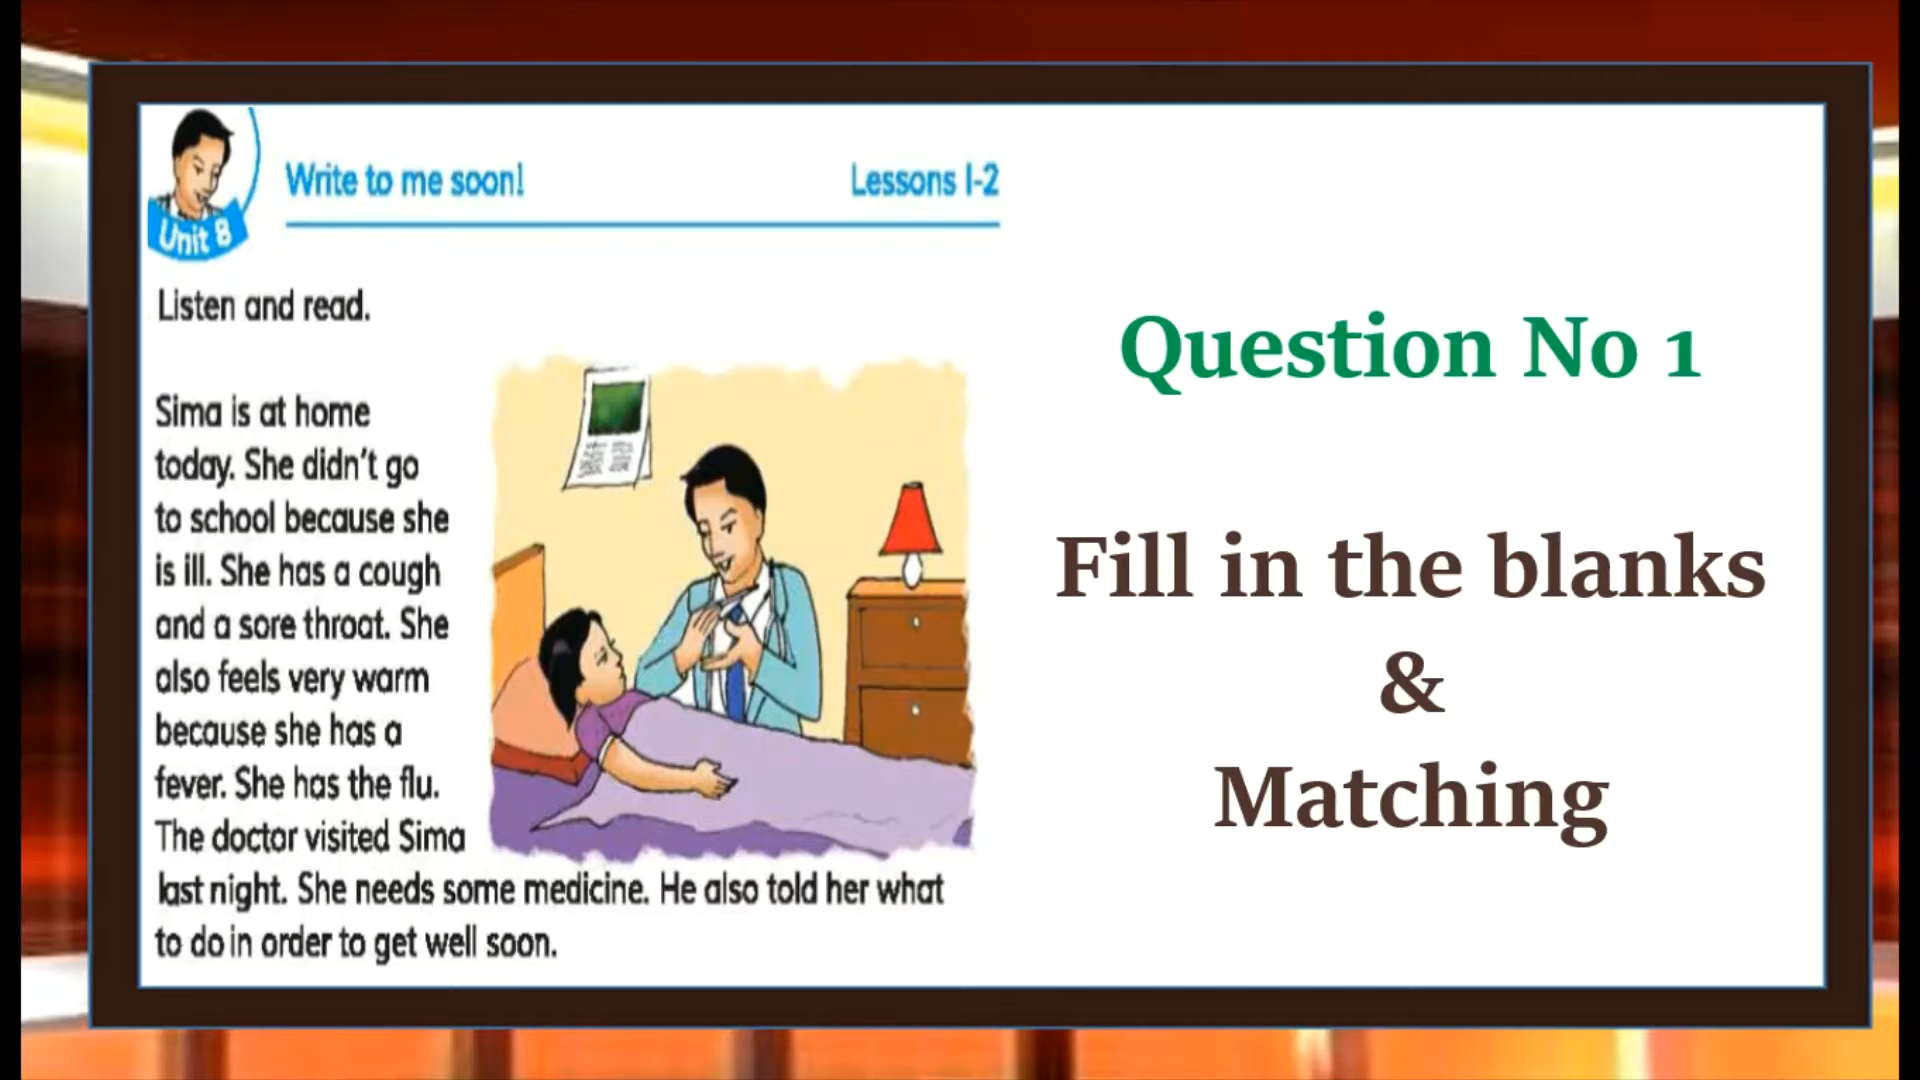 Write to me soon!
Lessons 1-2
Unit 8
Listen and read.
Sima is at home
today. She didn't go
to school because she
is ill. She has a cough
and a sore throat. She
also feels very warm
because she has a
fever. She has the flu.
The doctor visited Sima
last night. She needs some medicine. He also told her what
to do in order to get well soon.
Question No 1
Fill in the blanks
&
Matching